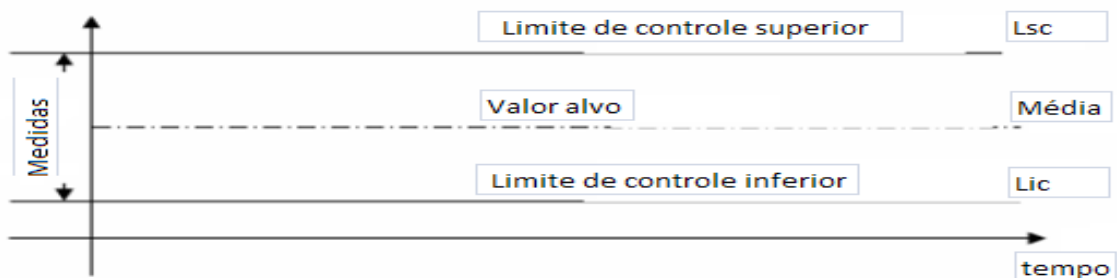 Limite de controle superior Lsc
Medidas
Valor alvo Média
Limite de controle inferior Lic
tempo